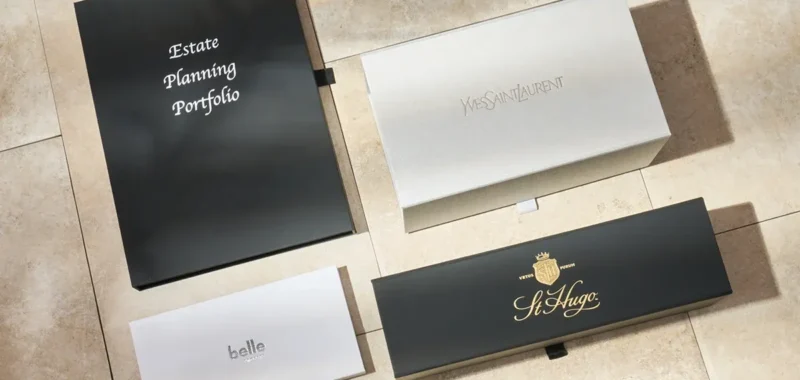 Estate
Planning
Portfolio
YVESSAINTLAURENT
St Hugo.
belle